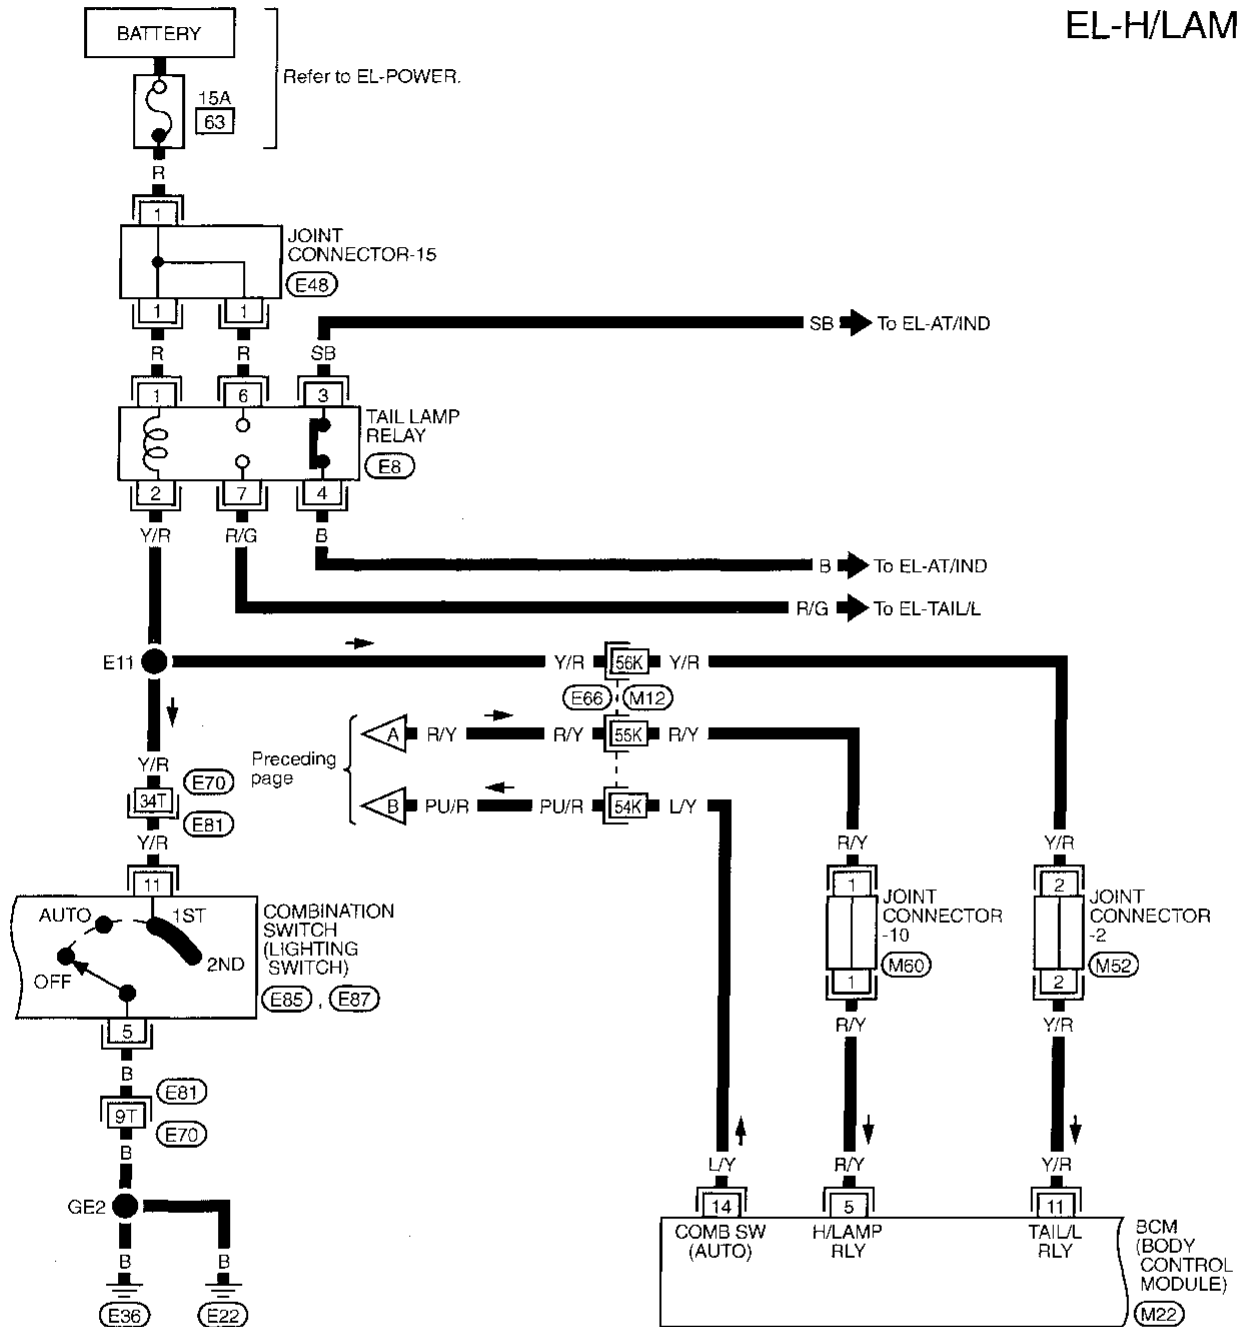 EL-H/LAM
BATTERY
Refer to EL-POWER.
15A
63
R
1
JOINT
CONNECTOR-15
E48
1 1
R R SB
SB To EL-AT/IND
1 6 3
TAIL LAMP
RELAY
E8
2 7 4
Y/R R/G B
B To EL-AT/IND
R/G To EL-TAIL/L
E11
Y/R 56K Y/R
E66 M12
A R/Y R/Y 55K R/Y
Preceding
page
B PU/R PU/R 54K L/Y
Y/R
E70
34T
E81
Y/R
R/Y Y/R
11
1 2
JOINT
CONNECTOR
-10
M60
JOINT
CONNECTOR
-2
M52
1 2
R/Y Y/R
AUTO 1ST
2ND
OFF
COMBINATION
SWITCH
(LIGHTING
SWITCH)
E85 , E87
5
B
E81
9T
E70
B
GE2
B B
E36 E22
L/Y R/Y Y/R
14 5 11
COMB SW
(AUTO)
H/LAMP
RLY
TAIL/L
RLY
BCM
(BODY
CONTROL
MODULE)
M22